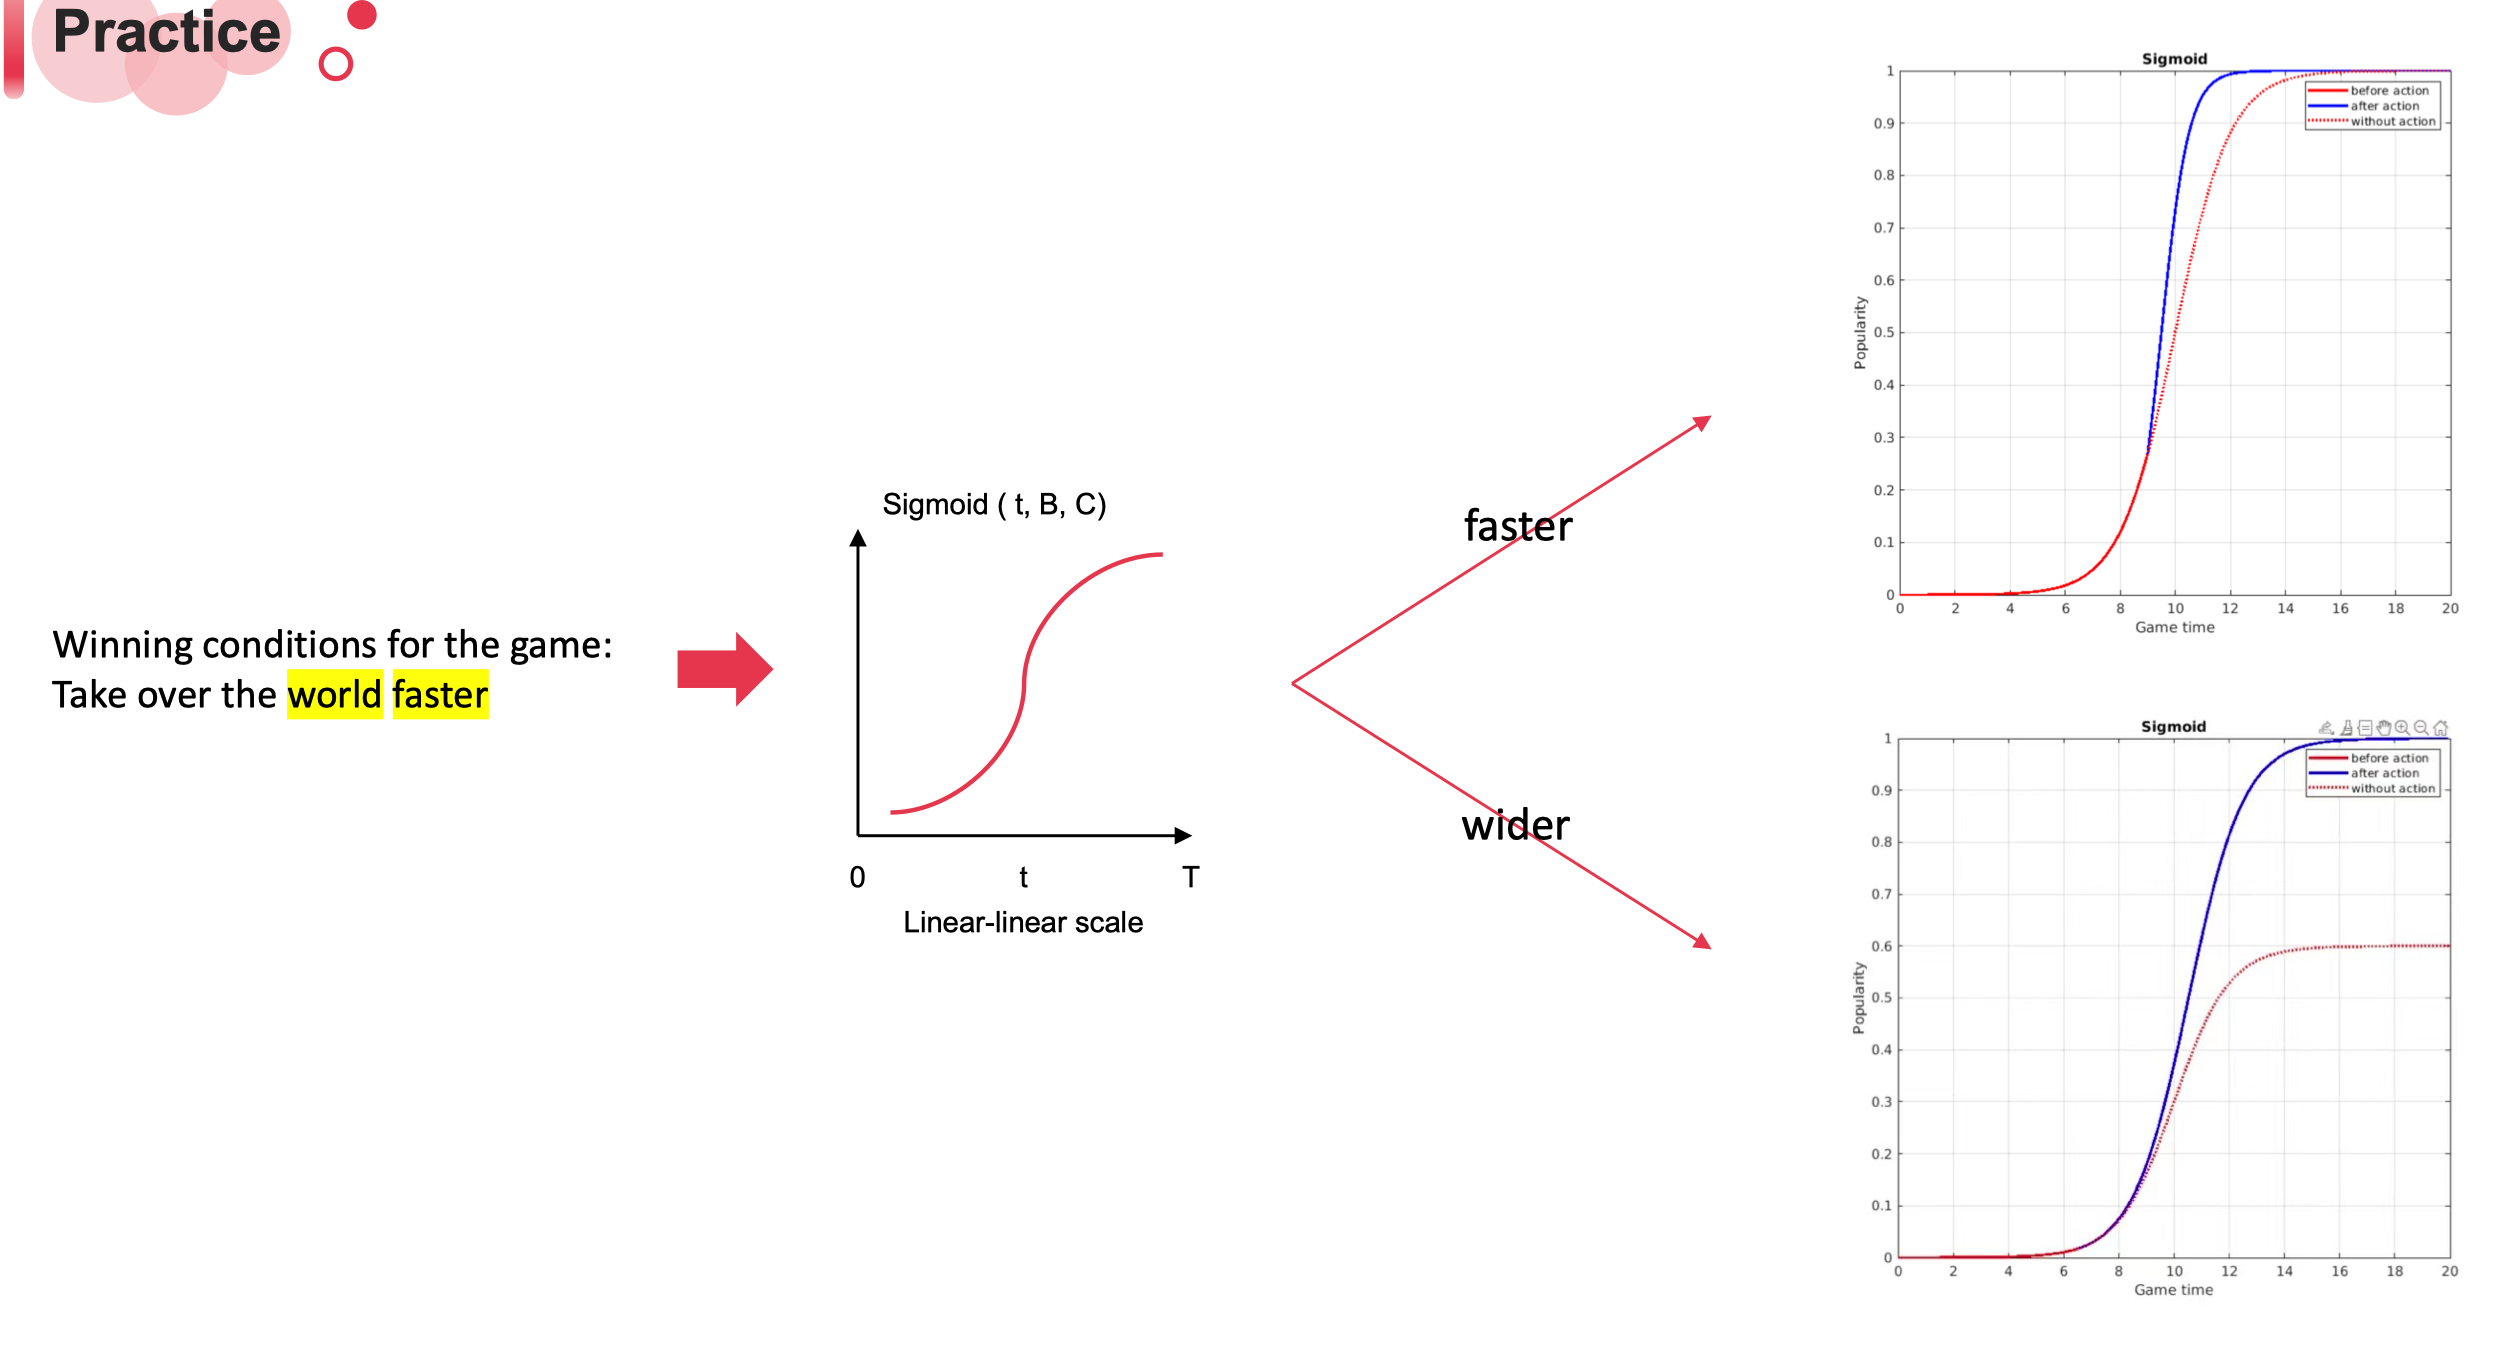 Practice
Winning conditions for the game:
Take over the world faster
Sigmoid ( t, B, C)
0 t T
Linear-linear scale
faster
wider
Sigmoid
before action
after action
without action
Popularity
1
0.9
0.8
0.7
0.6
0.5
0.4
0.3
0.2
0.1
0
0 2 4 6 8 10 12 14 16 18 20
Game time
Sigmoid
before action
after action
without action
Popularity
1
0.9
0.8
0.7
0.6
0.5
0.4
0.3
0.2
0.1
0
0 2 4 6 8 10 12 14 16 18 20
Game time